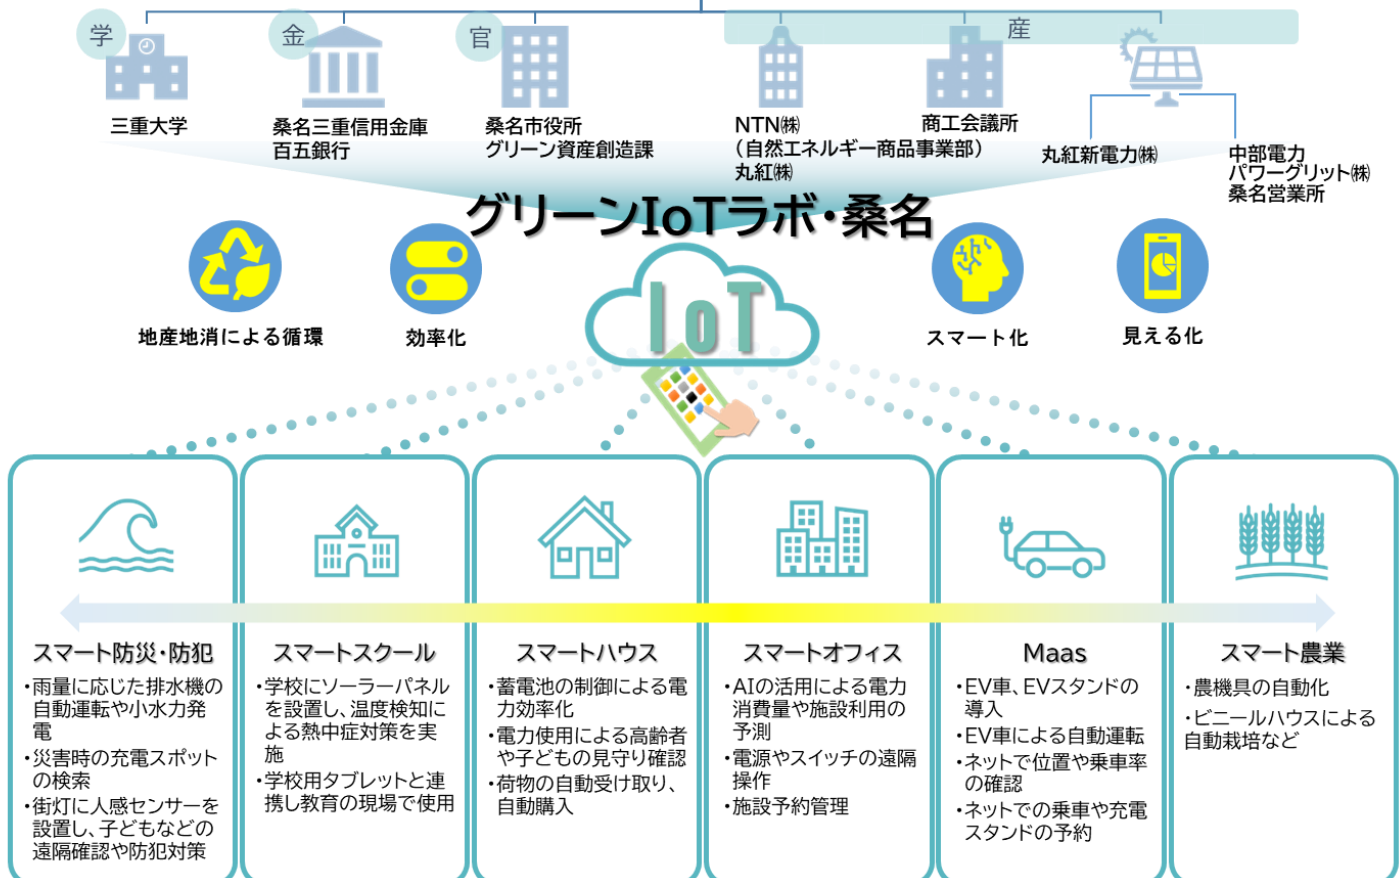 学
金
官
産
三重大学
桑名三重信用金庫
百五銀行
桑名市役所
グリーン資産創造課
NTN㈱
（自然エネルギー商品事業部）
丸紅㈱
商工会議所
丸紅新電力㈱
中部電力
パワーグリット㈱
桑名営業所
グリーンIoTラボ・桑名
地産地消による循環
効率化
IoT
スマート化
見える化
スマート防災・防犯
・雨量に応じた排水機の
自動運転や小水力発
電
・災害時の充電スポット
の検索
・街灯に人感センサーを
設置し、子どもなどの
遠隔確認や防犯対策
スマートスクール
・学校にソーラーパネル
を設置し、温度検知に
よる熱中症対策を実
施
・学校用タブレットと連
携し教育の現場で使用
スマートハウス
・蓄電池の制御による電
力効率化
・電力使用による高齢者
や子どもの見守り確認
・荷物の自動受け取り、
自動購入
スマートオフィス
・AIの活用による電力
消費量や施設利用の
予測
・電源やスイッチの遠隔
操作
・施設予約管理
Maas
・EV車、EVスタンドの
導入
・EV車による自動運転
・ネットで位置や乗車率
の確認
・ネットでの乗車や充電
スタンドの予約
スマート農業
・農機具の自動化
・ビニールハウスによる
自動栽培など